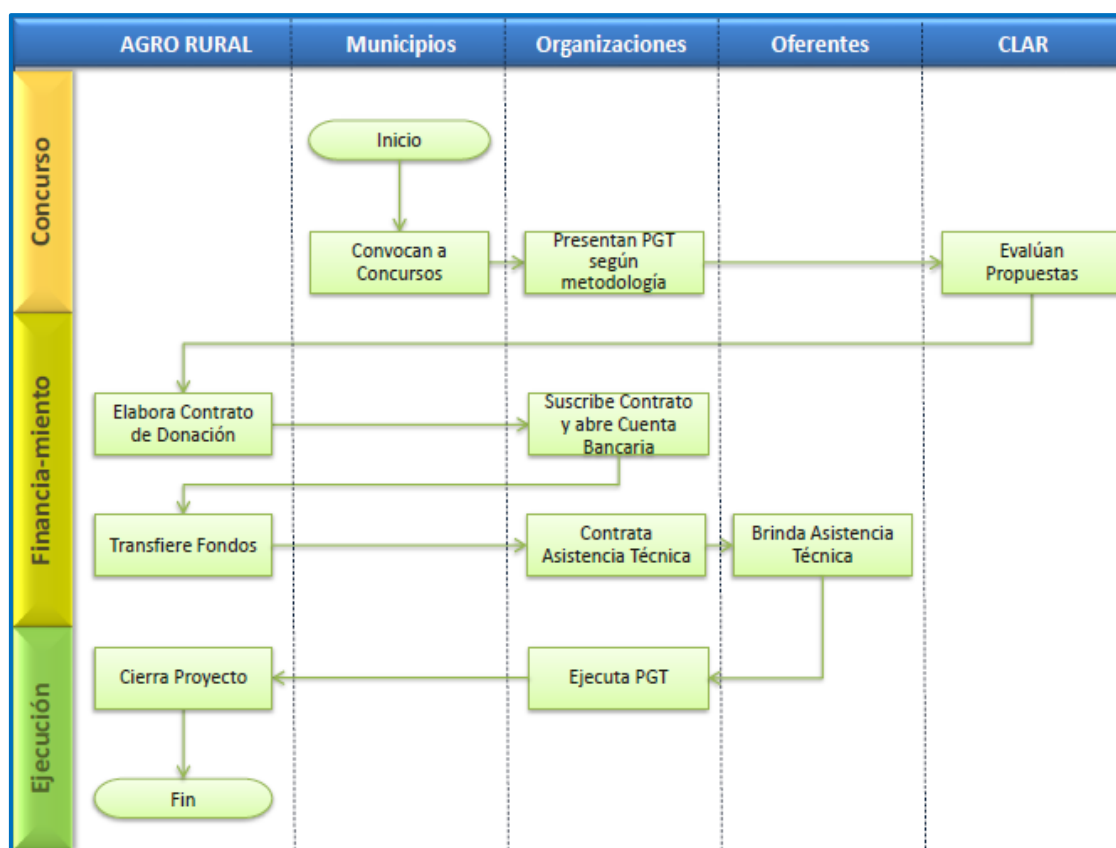 AGRO RURAL
Municipios
Organizaciones
Oferentes
CLAR
Concurso
Inicio
Convocan a
Concursos
Presentan PGT
según
metodología
Evalúan
Propuestas
Financia-miento
Elabora Contrato
de Donación
Suscribe Contrato
y abre Cuenta
Bancaria
Transfiere Fondos
Contrata
Asistencia Técnica
Brinda Asistencia
Técnica
Ejecución
Cierra Proyecto
Ejecuta PGT
Fin